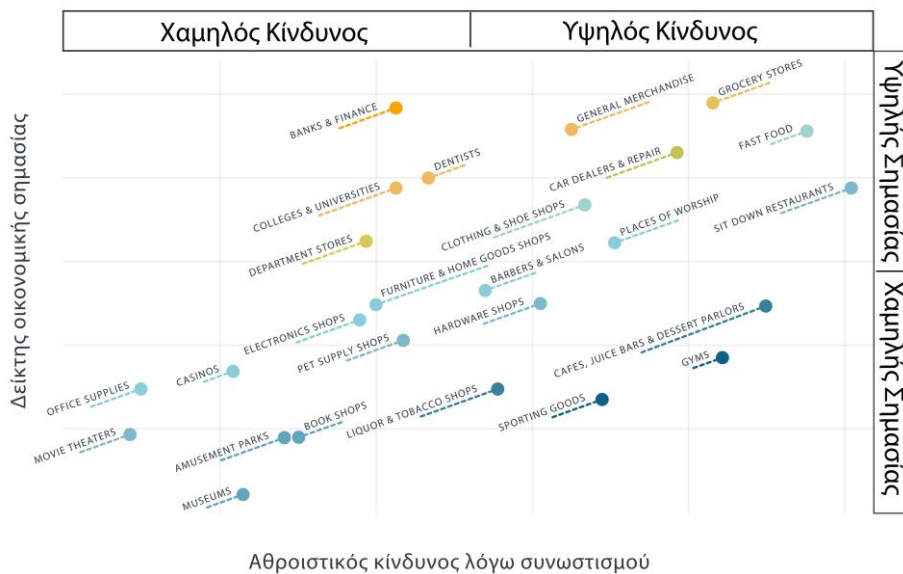 Χαμηλός Κίνδυνος
Υψηλός Κίνδυνος
Υψηλής Σημασίας
Χαμηλής Σημασίας
Δείκτης οικονομικής σημασίας
GROCERY STORES
GENERAL MERCHANDISE
BANKS & FINANCE
FAST FOOD
DENTISTS
CAR DEALERS & REPAIR
COLLEGES & UNIVERSITIES
SIT DOWN RESTAURANTS
CLOTHING & SHOE SHOPS
PLACES OF WORSHIP
DEPARTMENT STORES
FURNITURE & HOME GOODS SHOPS
BARBERS & SALONS
ELECTRONICS SHOPS
HARDWARE SHOPS
PET SUPPLY SHOPS
CAFES, JUICE BARS & DESSERT PARLORS
GYMS
CASINOS
OFFICE SUPPLIES
LIQUOR & TOBACCO SHOPS
SPORTING GOODS
MOVIE THEATERS
AMUSEMENT PARKS
BOOK SHOPS
MUSEUMS
Αθροιστικός κίνδυνος λόγω συνωστισμού